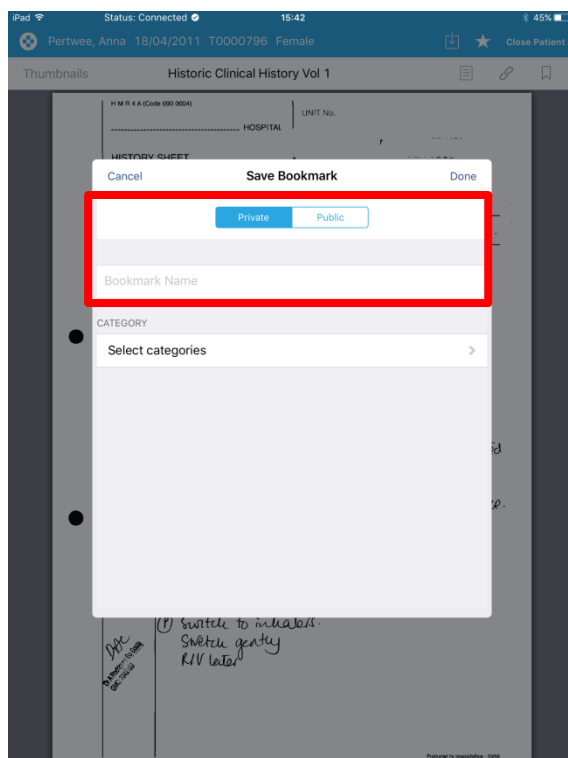 iPad Status: Connected 15:42 45%
Pertwee, Anna 18/04/2011 T0000796 Female Close Patient
Thumbnails Historic Clinical History Vol 1
H M R 4 A (Code 090 0004)
UNIT No.
HOSPITAL
HISTORY SHEET
Cancel Save Bookmark Done
Private Public
Bookmark Name
CATEGORY
Select categories
(P) Switch to inhalers.
Stretch gently
R/V later